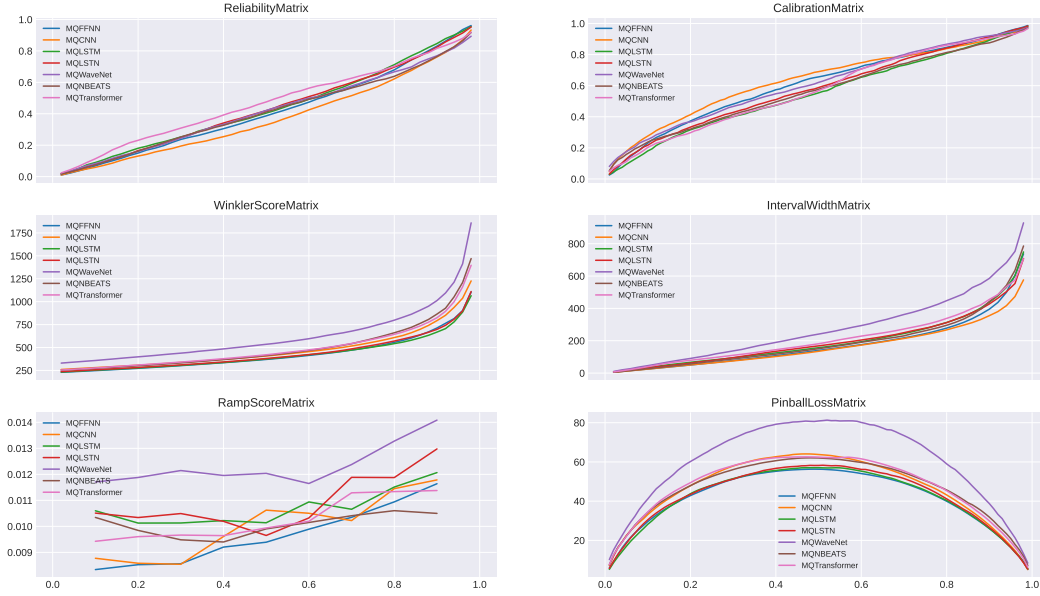 ReliabilityMatrix
1.0
0.8
0.6
0.4
0.2
0.0
MQFFNN
MQCNN
MQLSTM
MQLSTN
MQWaveNet
MQNBEATS
MQTransformer
CalibrationMatrix
1.0
0.8
0.6
0.4
0.2
0.0
MQFFNN
MQCNN
MQLSTM
MQLSTN
MQWaveNet
MQNBEATS
MQTransformer
WinklerScoreMatrix
1750
1500
1250
1000
750
500
250
MQFFNN
MQCNN
MQLSTM
MQLSTN
MQWaveNet
MQNBEATS
MQTransformer
IntervalWidthMatrix
800
600
400
200
0
MQFFNN
MQCNN
MQLSTM
MQLSTN
MQWaveNet
MQNBEATS
MQTransformer
RampScoreMatrix
0.014
0.013
0.012
0.011
0.010
0.009
MQFFNN
MQCNN
MQLSTM
MQLSTN
MQWaveNet
MQNBEATS
MQTransformer
0.0 0.2 0.4 0.6 0.8 1.0
PinballLossMatrix
80
60
40
20
MQFFNN
MQCNN
MQLSTM
MQLSTN
MQWaveNet
MQNBEATS
MQTransformer
0.0 0.2 0.4 0.6 0.8 1.0